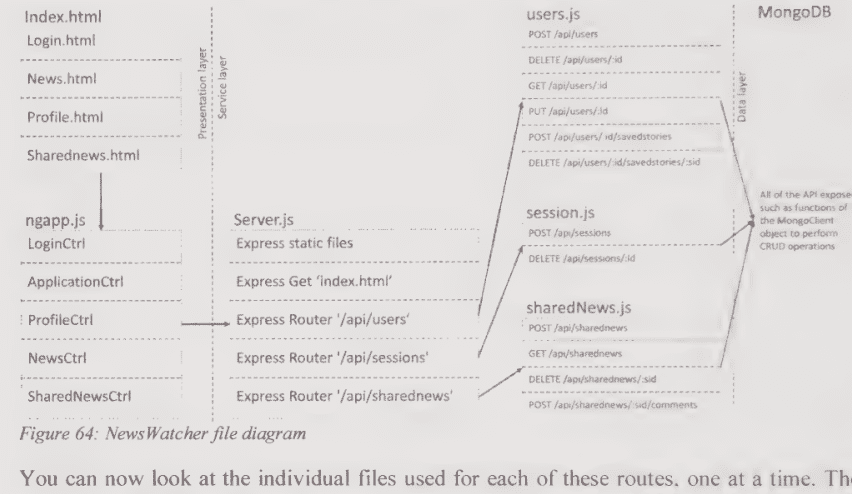 Index.html
Login.html
News.html
Profile.html
Sharednews.html
ngapp.js
LoginCtrl
ApplicationCtrl
ProfileCtrl
NewsCtrl
SharedNewsCtrl
Presentation layer
Service layer
Server.js
Express static files
Express Get 'index.html'
Express Router '/api/users'
Express Router '/api/sessions'
Express Router '/api/sharednews'
users.js
POST /api/users
DELETE /api/users/:id
GET /api/users/:id
PUT /api/users/:id
POST /api/users/ id/savedstories
DELETE /api/users/:id/savedstories/:sid
session.js
POST /api/sessions
DELETE /api/sessions/:id
sharedNews.js
POST /api/sharednews
GET /api/sharednews
DELETE /api/sharednews/:sid
POST /api/sharednews/:sid/comments
Data layer
MongoDB
All of the API expose
such as functions of
the MongoClient
object to perform
CRUD operations
Figure 64: NewsWatcher file diagram
You can now look at the individual files used for each of these routes, one at a time. The